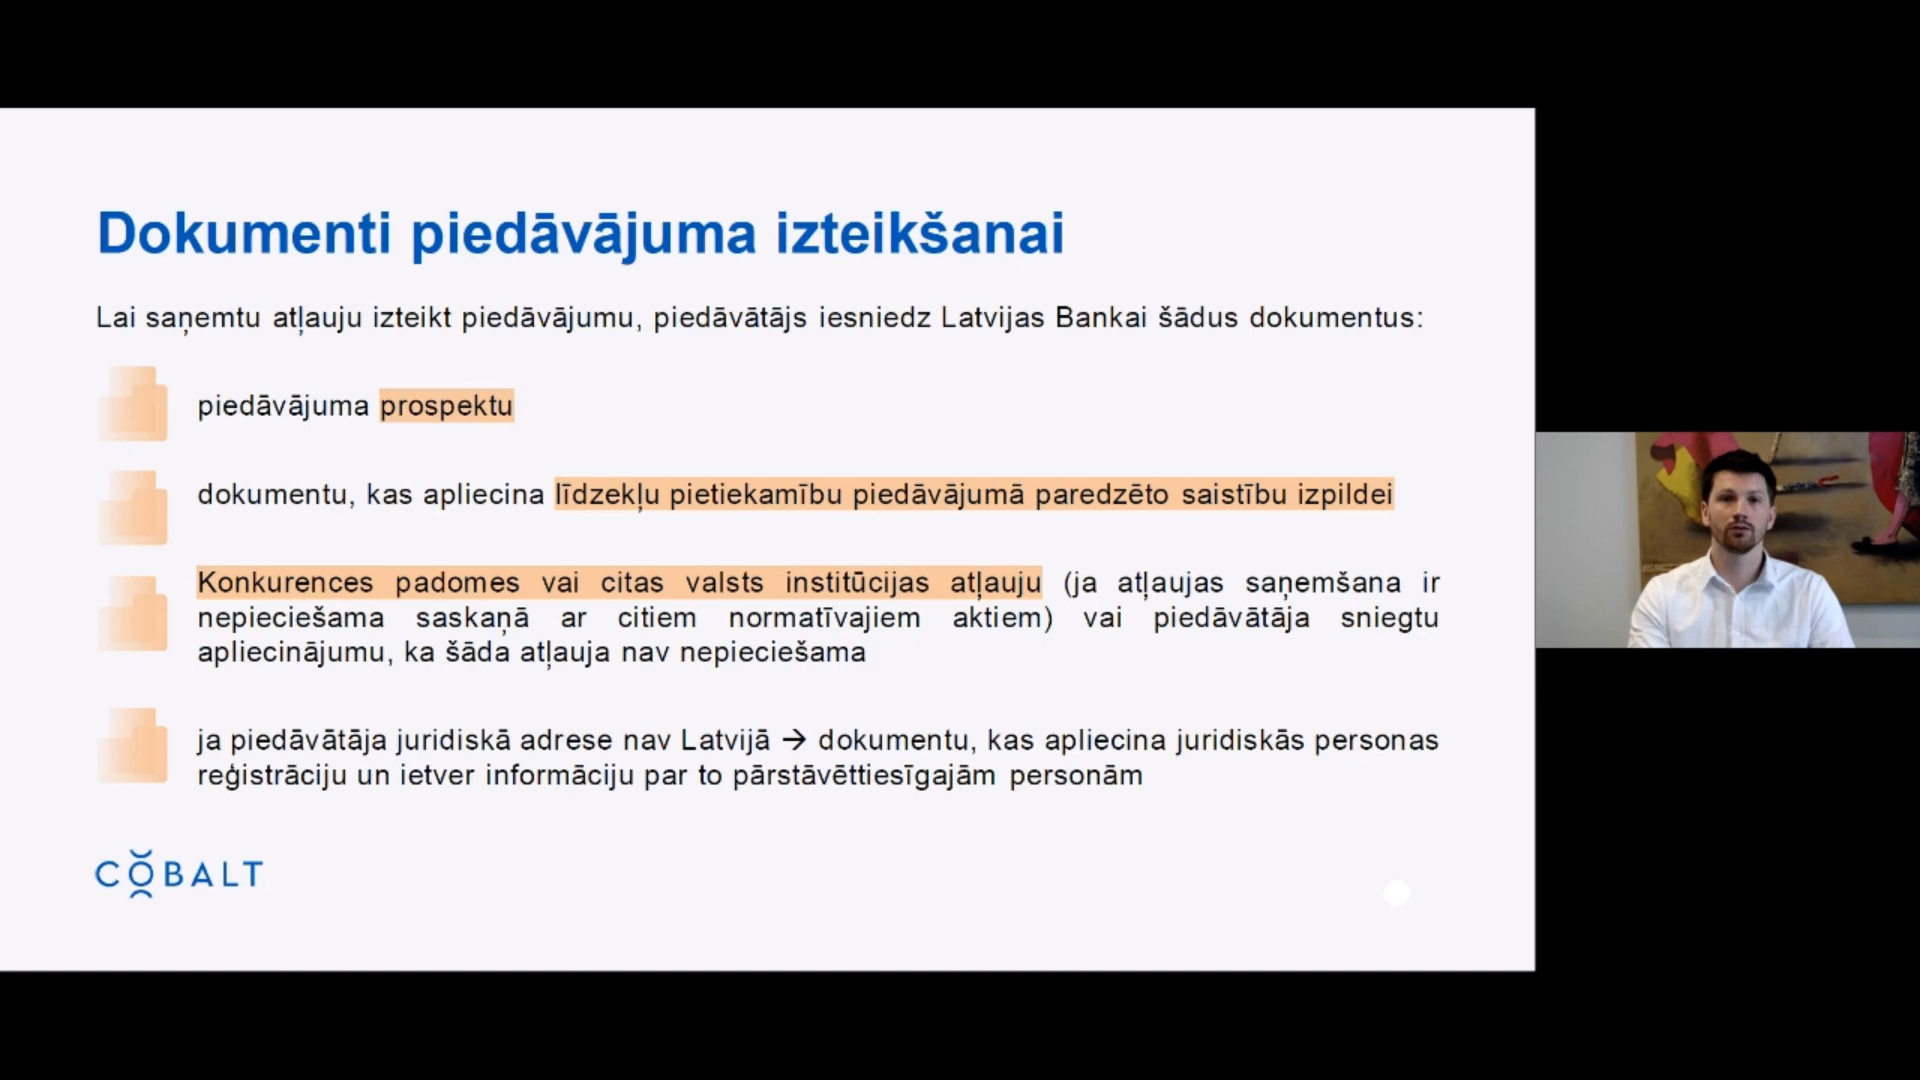 Dokumenti piedāvājuma izteikšanai
Lai saņemtu atļauju izteikt piedāvājumu, piedāvātājs iesniedz Latvijas Bankai šādus dokumentus:
piedāvājuma prospektu
dokumentu, kas apliecina līdzekļu pietiekamību piedāvājumā paredzēto saistību izpildei
Konkurences padomes vai citas valsts institūcijas atļauju (ja atļaujas saņemšana ir
nepieciešama saskaņā ar citiem normatīvajiem aktiem) vai piedāvātāja sniegtu
apliecinājumu, ka šāda atļauja nav nepieciešama
ja piedāvātāja juridiskā adrese nav Latvijā → dokumentu, kas apliecina juridiskās personas
reģistrāciju un ietver informāciju par to pārstāvēttiesīgajām personām
COBALT